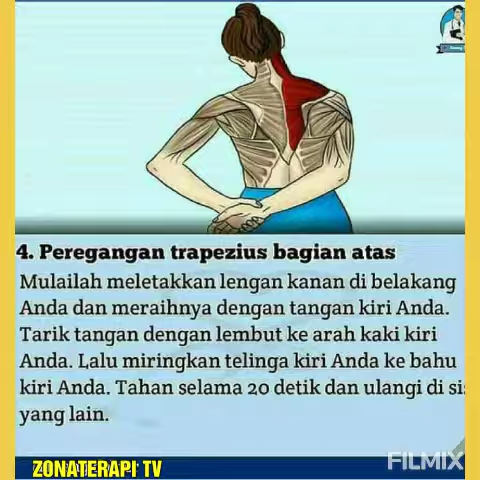 4. Peregangan trapezius bagian atas
Mulailah meletakkan lengan kanan di belakang
Anda dan meraihnya dengan tangan kiri Anda.
Tarik tangan dengan lembut ke arah kaki kiri
Anda. Lalu miringkan telinga kiri Anda ke bahu
kiri Anda. Tahan selama 20 detik dan ulangi di si
yang lain.
ZONATERAPI TV
FILMIX